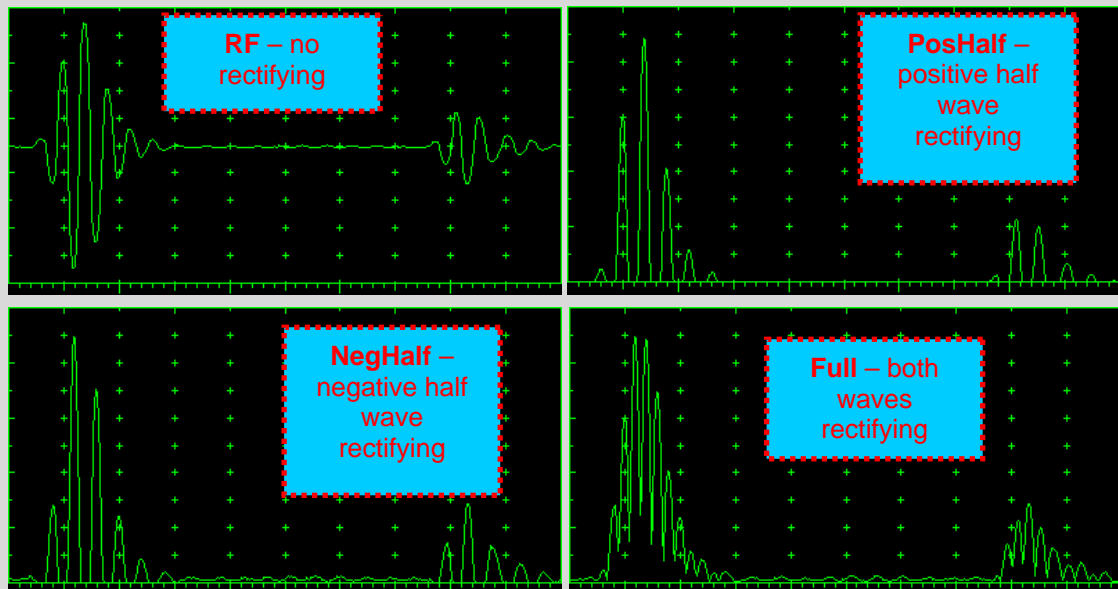 RF – no
rectifying
PosHalf –
positive half
wave
rectifying
NegHalf –
negative half
wave
rectifying
Full – both
waves
rectifying